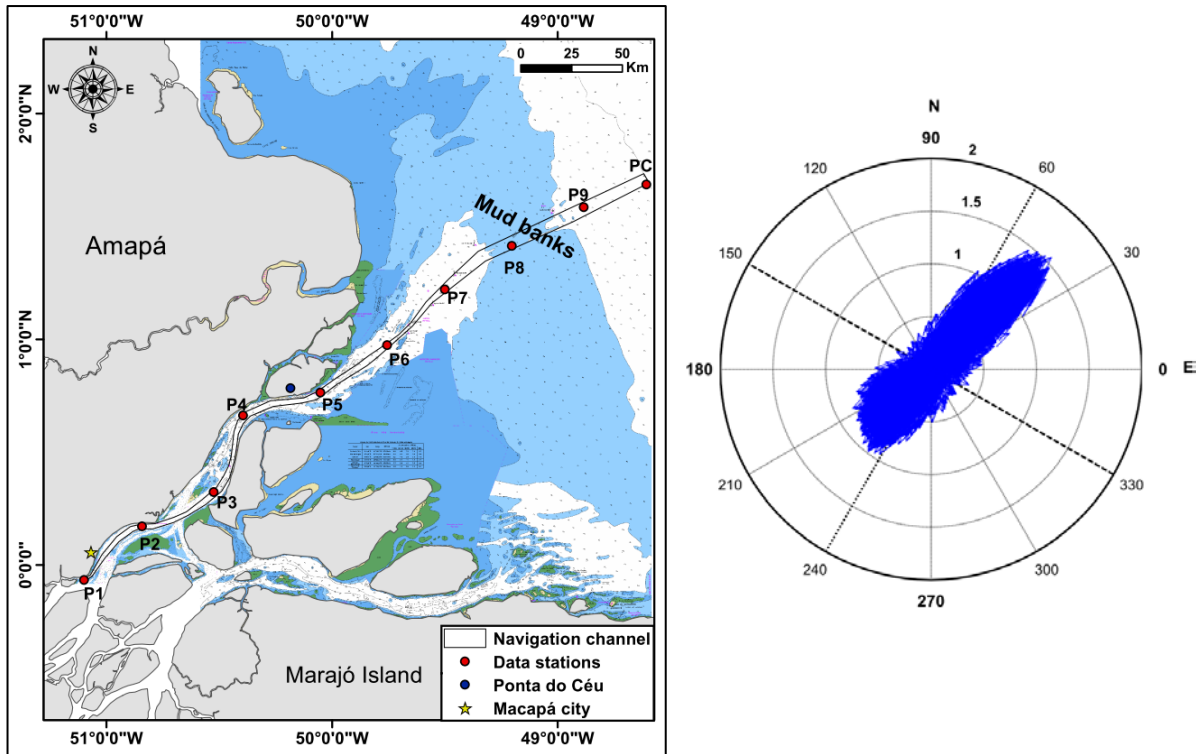 51°0'0"W 50°0'0"W 49°0'0"W
0 25 50
Km
N
W E
S
2°0'0"N
1°0'0"N
0°0'0"
Amapá
Mud banks
PC
P9
P8
P7
P6
P5
P4
P3
P2
P1
Marajó Island
Navigation channel
Data stations
Ponta do Céu
Macapá city
51°0'0"W 50°0'0"W 49°0'0"W
N
90
120 2 60
1.5
150 1 30
180 0 E
210 330
240 300
270